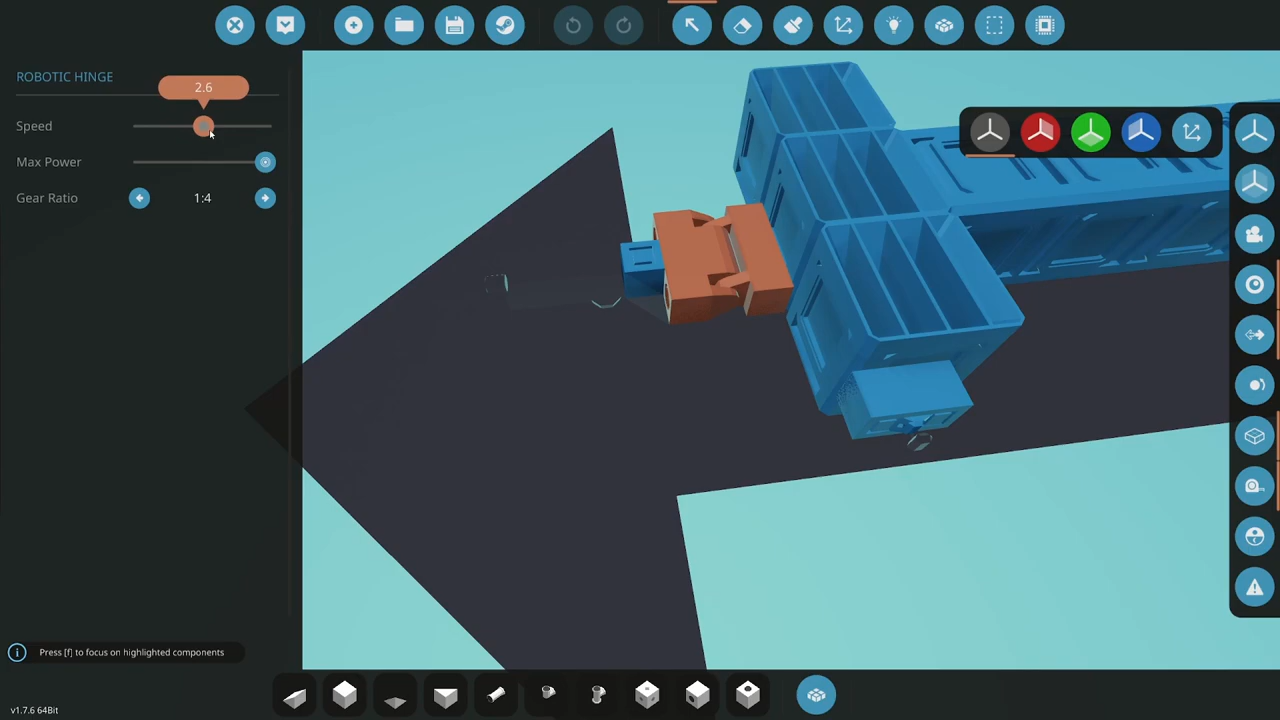 ROBOTIC HINGE
2.6
Speed
Max Power
Gear Ratio
1:4
Press [f] to focus on highlighted components
v1.7.6 64Bit